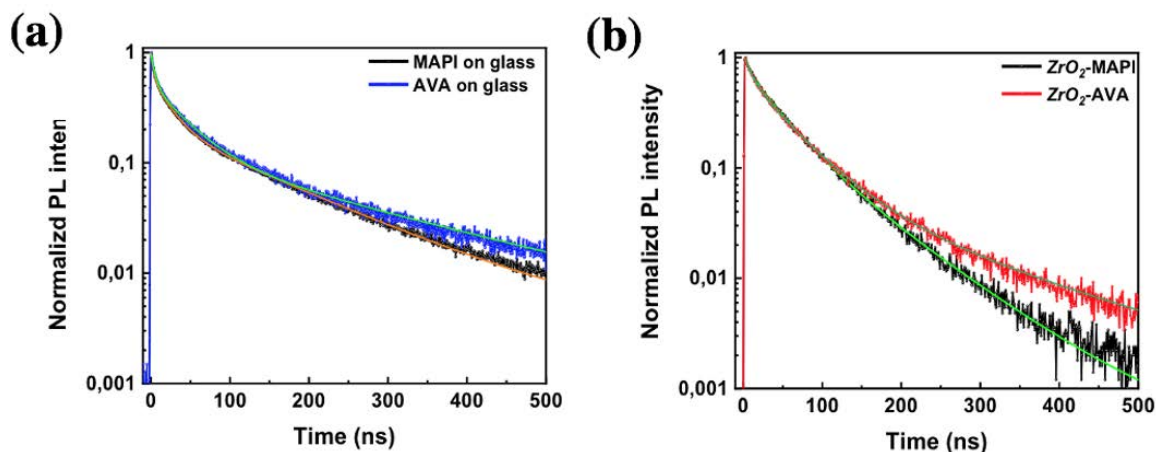 (a)
Normalizd PL inten
1
0,1
0,01
0,001
MAPI on glass
AVA on glass
0 100 200 300 400 500
Time (ns)
(b)
Normalizd PL intensity
1
0,1
0,01
0,001
ZrO2-MAPI
ZrO2-AVA
0 100 200 300 400 500
Time (ns)